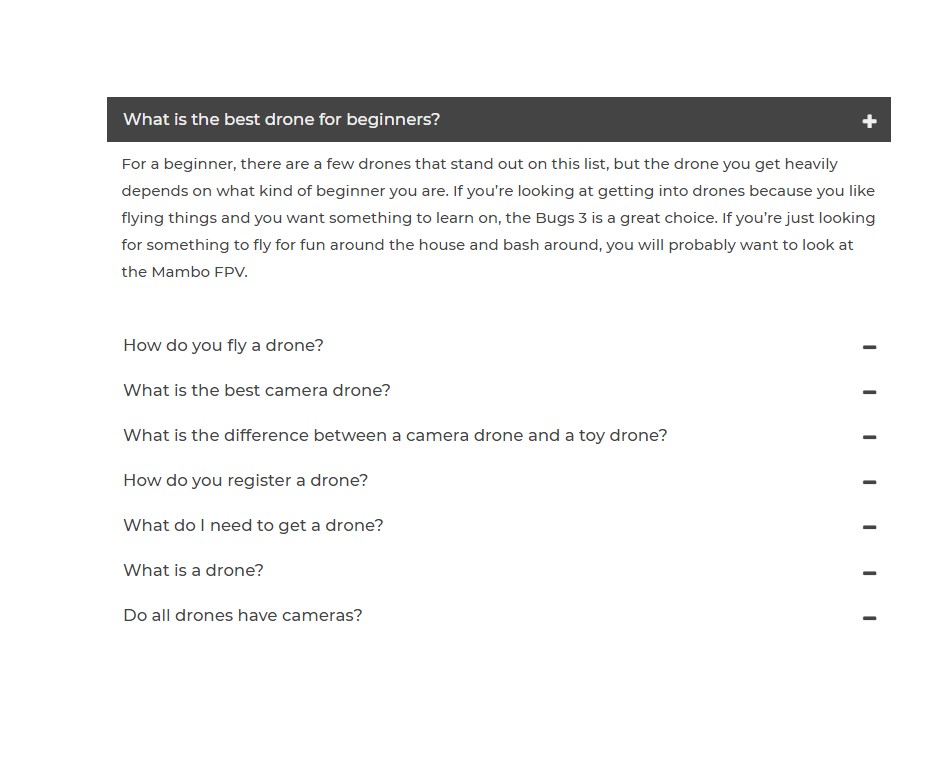 What is the best drone for beginners?
For a beginner, there are a few drones that stand out on this list, but the drone you get heavily
depends on what kind of beginner you are. If you’re looking at getting into drones because you like
flying things and you want something to learn on, the Bugs 3 is a great choice. If you’re just looking
for something to fly for fun around the house and bash around, you will probably want to look at
the Mambo FPV.
How do you fly a drone?
What is the best camera drone?
What is the difference between a camera drone and a toy drone?
How do you register a drone?
What do I need to get a drone?
What is a drone?
Do all drones have cameras?